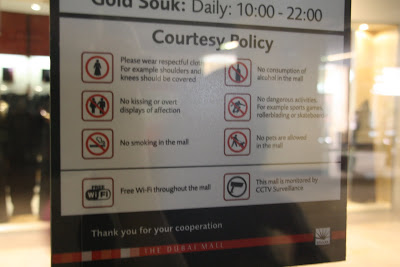 Gold Souk: Daily: 10:00 - 22:00
Courtesy Policy
Please wear respectful clothing
For example shoulders and
knees should be covered
No consumption of
alcohol in the mall
No kissing or overt
displays of affection
No dangerous activities.
For example sports games,
rollerblading or skateboarding
No smoking in the mall
No pets are allowed
in the mall
FREE
WiFi
Free Wi-Fi throughout the mall
This mall is monitored by
CCTV Surveillance
Thank you for your cooperation
THE DUBAI MALL